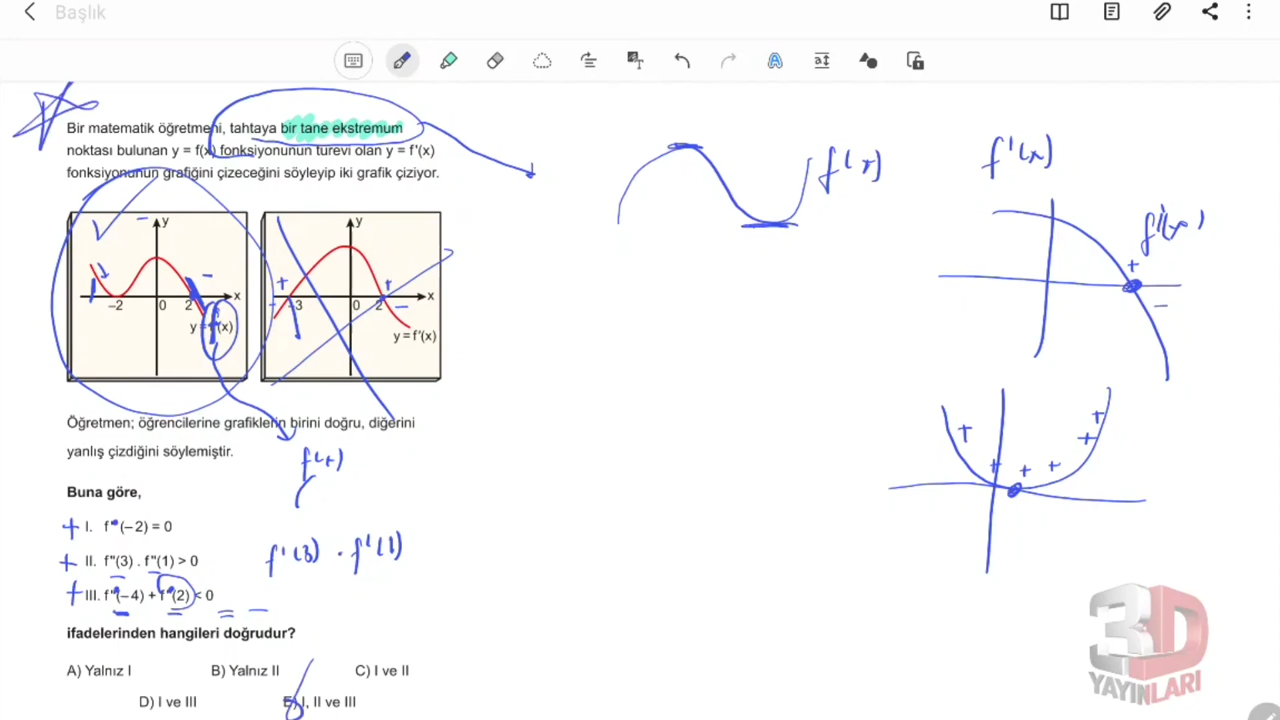 Başlık
Bir matematik öğretmeni, tahtaya bir tane ekstremum
noktası bulunan y = f(x) fonksiyonunun türevi olan y = f'(x)
fonksiyonunun grafiğini çizeceğini söyleyip iki grafik çiziyor.
f'(x)
f'(x)
f'(x)
y
x
-2
0
2
y = f'(x)
y
x
-3
0
2
y = f'(x)
+
-
+
-
+
-
+ + + + + +
Öğretmen; öğrencilerine grafiklerin birini doğru, diğerini
yanlış çizdiğini söylemiştir.
Buna göre,
+ I. f''(–2) = 0
+ II. f''(3) . f''(1) > 0
f''(3) . f''(1)
+ III. f''(–4) + f''(2) < 0
= -
ifadelerinden hangileri doğrudur?
A) Yalnız I
B) Yalnız II
C) I ve II
D) I ve III
E) I, II ve III
3D
YAYINLARI